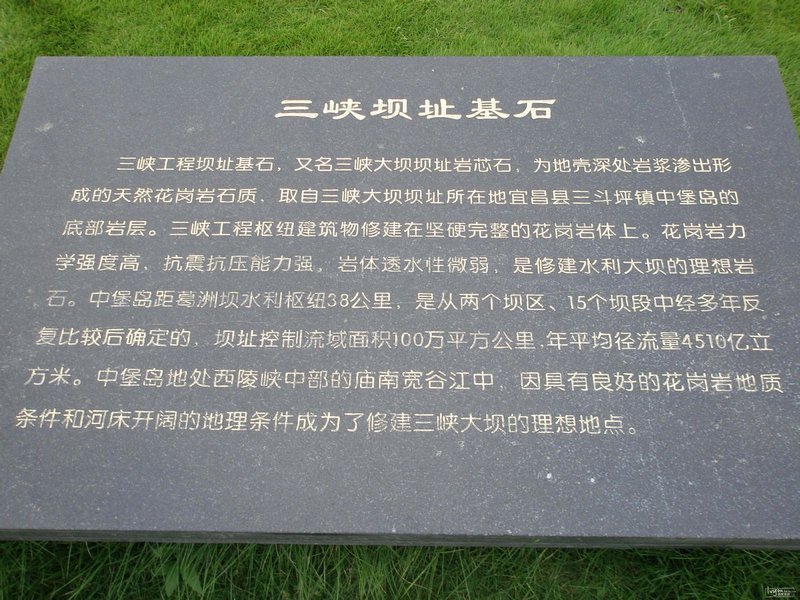 三峡坝址基石
三峡工程坝址基石，又名三峡大坝坝址岩芯石，为地壳深处岩浆渗出形
成的天然花岗岩石质，取自三峡大坝坝址所在地宜昌县三斗坪镇中堡岛的
底部岩层。三峡工程枢纽建筑物修建在坚硬完整的花岗岩体上。花岗岩力
学强度高，抗震抗压能力强，岩体透水性微弱，是修建水利大坝的理想岩
石。中堡岛距葛洲坝水利枢纽38公里，是从两个坝区、15个坝段中经多年反
复比较后确定的，坝址控制流域面积100万平方公里，年平均径流量4510亿立
方米。中堡岛地处西陵峡中部的庙南宽谷江中，因具有良好的花岗岩地质
条件和河床开阔的地理条件成为了修建三峡大坝的理想地点。